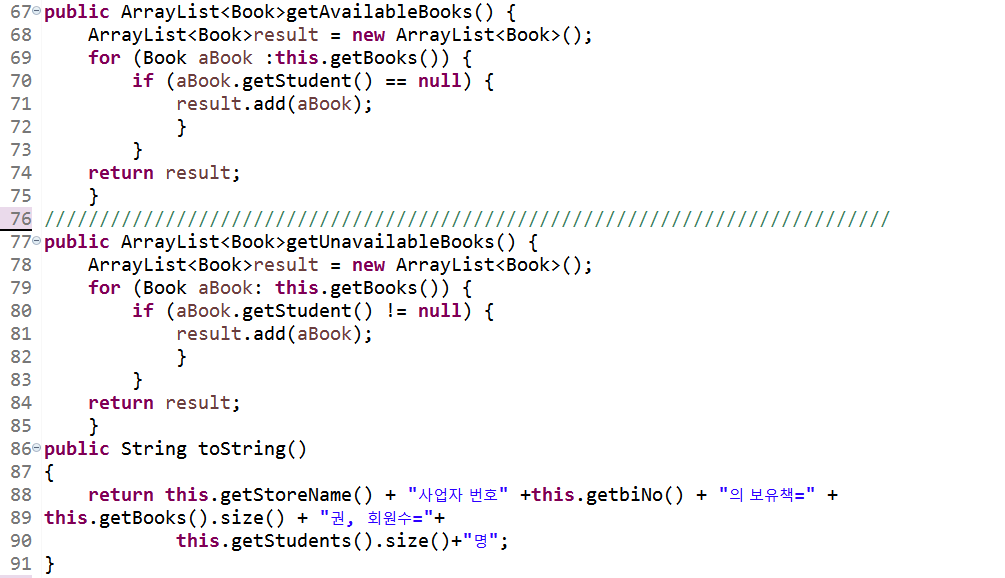 67 public ArrayList<Book>getAvailableBooks() {
68     ArrayList<Book>result = new ArrayList<Book>();
69     for (Book aBook :this.getBooks()) {
70         if (aBook.getStudent() == null) {
71             result.add(aBook);
72             }
73         }
74     return result;
75     }
76 /////////////////////////////////////////////////////////////////////////////
77 public ArrayList<Book>getUnavailableBooks() {
78     ArrayList<Book>result = new ArrayList<Book>();
79     for (Book aBook: this.getBooks()) {
80         if (aBook.getStudent() != null) {
81             result.add(aBook);
82             }
83         }
84     return result;
85     }
86 public String toString()
87 {
88     return this.getStoreName() + "사업자 번호" +this.getbiNo() + "의 보유책=" +
89 this.getBooks().size() + "권, 회원수="+
90             this.getStudents().size()+"명";
91 }